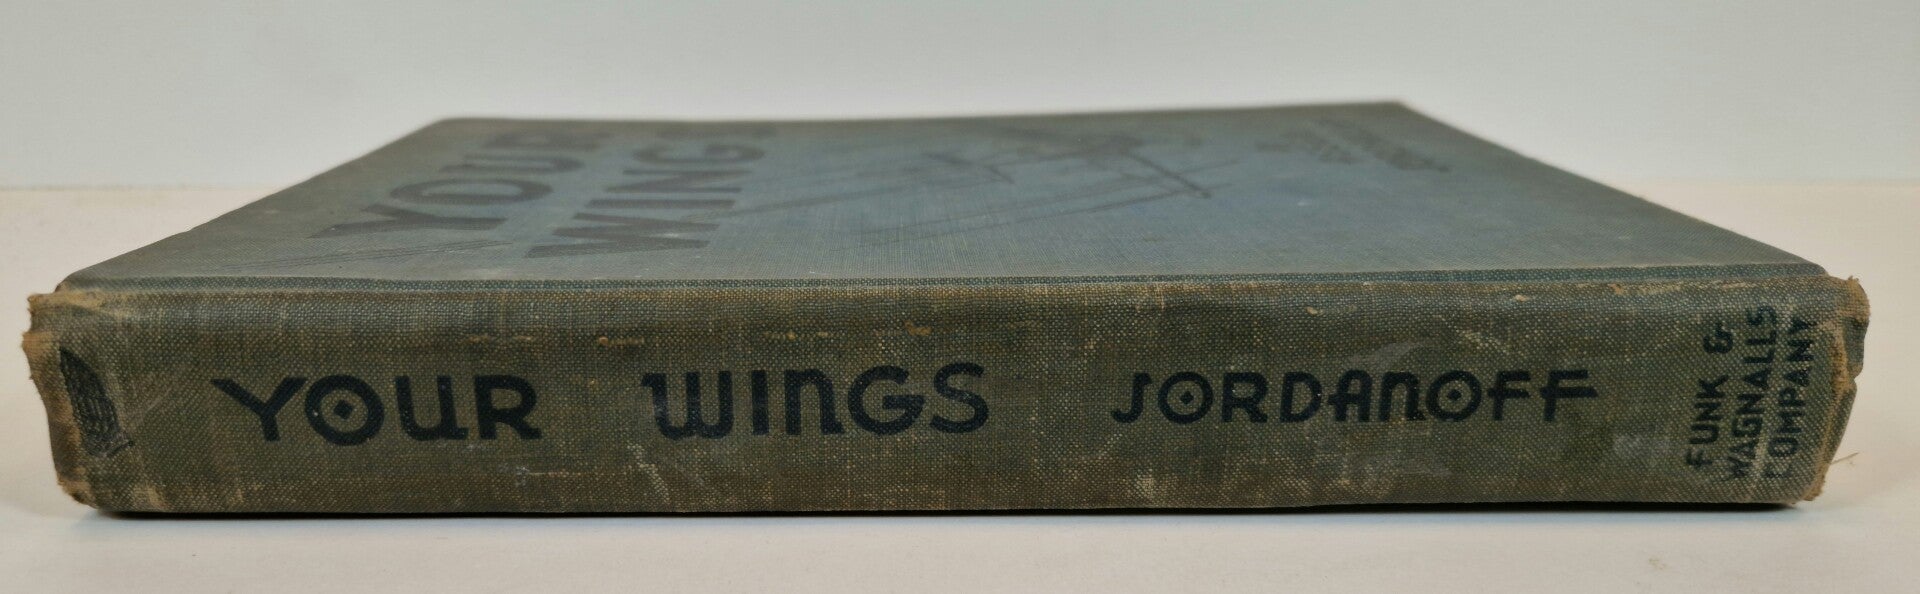 YOUR
WINGS
YOUR WINGS JORDANOFF
FUNK &
WAGNALLS
COMPANY